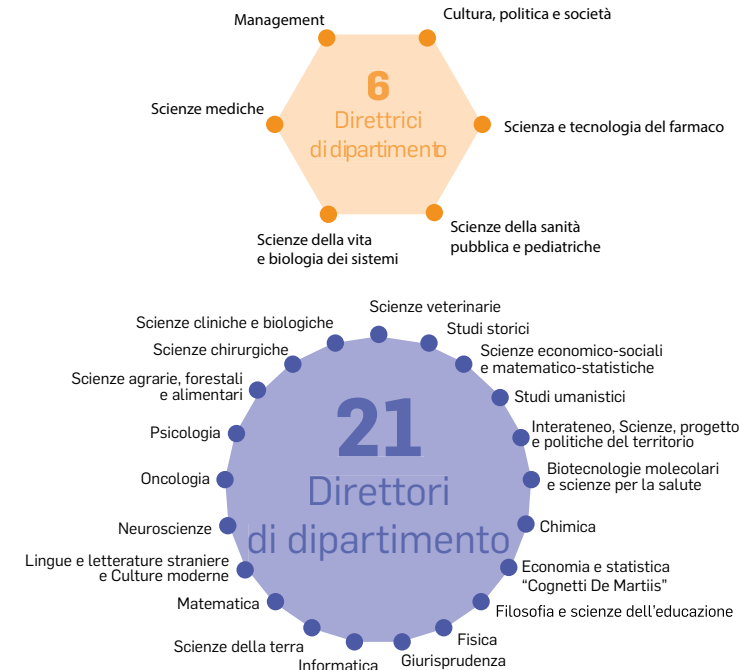 Management
Cultura, politica e società
6
Direttrici
di dipartimento
Scienze mediche
Scienza e tecnologia del farmaco
Scienze della vita
e biologia dei sistemi
Scienze della sanità
pubblica e pediatriche
Scienze veterinarie
Scienze cliniche e biologiche
Studi storici
Scienze chirurgiche
Scienze economico-sociali
e matematico-statistiche
Scienze agrarie, forestali
e alimentari
Studi umanistici
21
Direttori
di dipartimento
Psicologia
Interateneo, Scienze, progetto
e politiche del territorio
Oncologia
Biotecnologie molecolari
e scienze per la salute
Neuroscienze
Chimica
Lingue e letterature straniere
e Culture moderne
Economia e statistica
“Cognetti De Martiis”
Matematica
Filosofia e scienze dell’educazione
Scienze della terra
Fisica
Informatica
Giurisprudenza